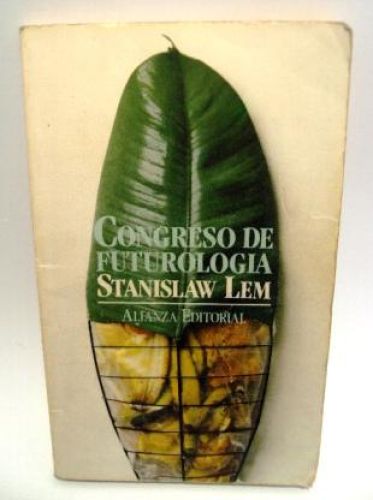 CONGRESO DE
FUTUROLOGIA
STANISLAW LEM
ALIANZA EDITORIAL